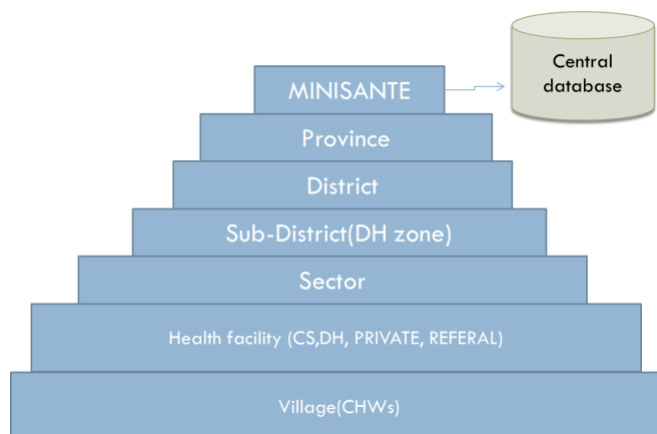 Central
database
MINISANTE
Province
District
Sub-District(DH zone)
Sector
Health facility (CS,DH, PRIVATE, REFERAL)
Village(CHWs)